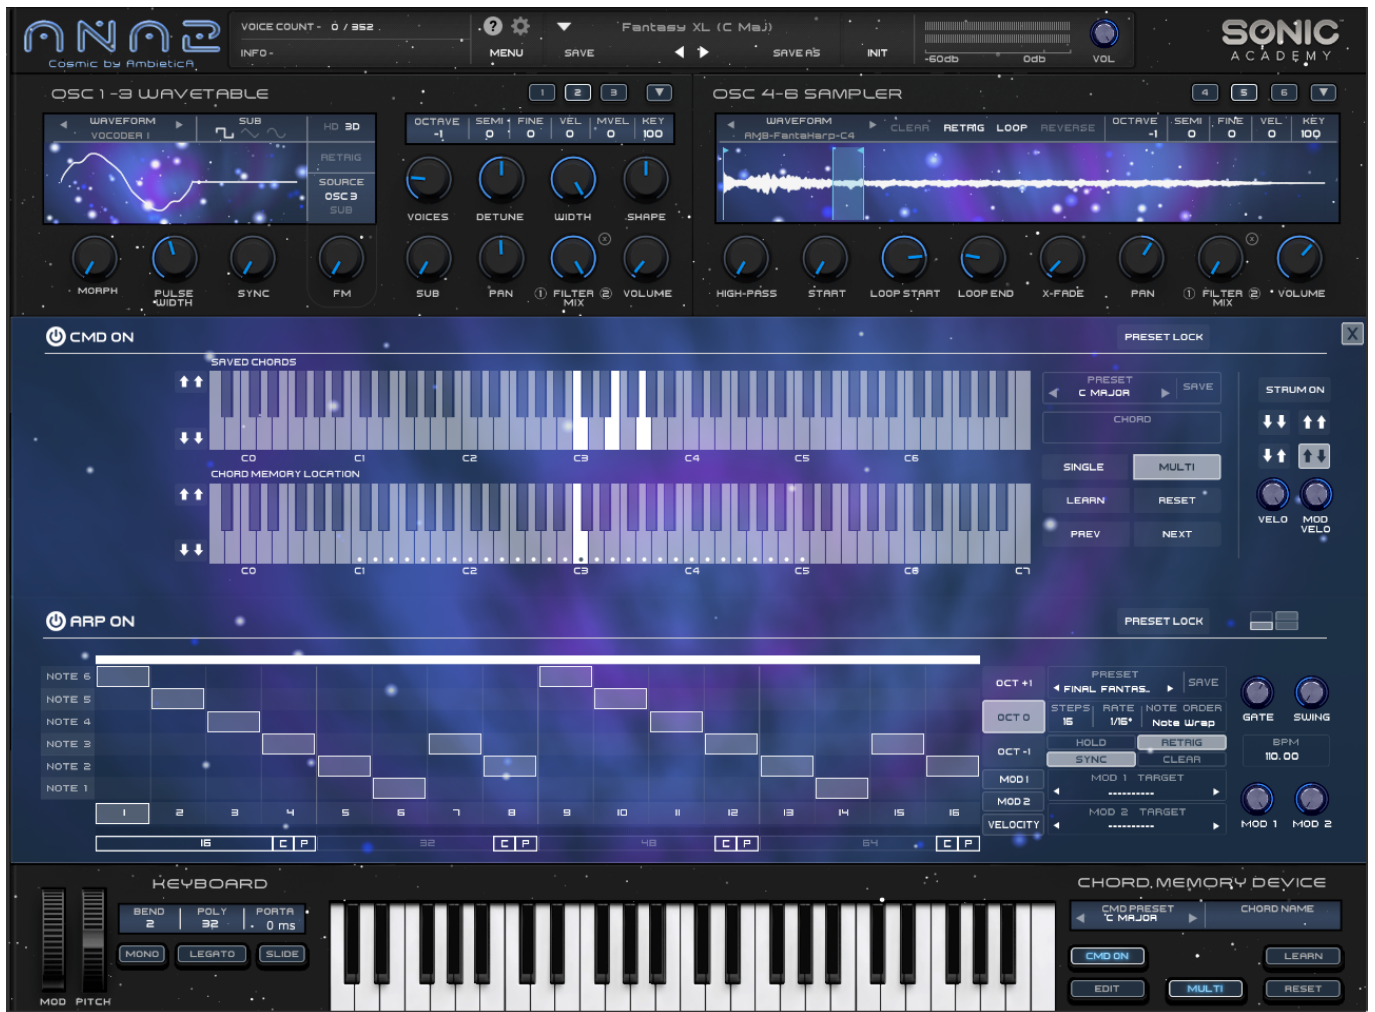 ANA2
Cosmic by AmbieticA
VOICE COUNT - 0 / 352
INFO -
? MENU
Fantasy XL (C Maj)
SAVE
SAVE AS
INIT
-60db
0db
VOL
SONIC
ACADEMY
OSC 1-3 WAVETABLE
1 2 3
WAVEFORM
VOCODER 1
SUB
HD 3D
RETRIG
SOURCE
OSC 3
SUB
OCTAVE SEMI FINE VEL MVEL KEY
-1 0 0 0 0 100
VOICES DETUNE WIDTH SHAPE
MORPH PULSE WIDTH SYNC FM
SUB PAN 1 FILTER MIX 2 VOLUME
OSC 4-6 SAMPLER
4 5 6
WAVEFORM
AMB-FantaHarp-C4
CLEAR RETRIG LOOP REVERSE
OCTAVE SEMI FINE VEL KEY
-1 0 0 0 100
HIGH-PASS START LOOP START LOOP END X-FADE PAN 1 FILTER MIX 2 VOLUME
CMD ON
PRESET LOCK
X
SAVED CHORDS
C0 C1 C2 C3 C4 C5 C6
CHORD MEMORY LOCATION
C0 C1 C2 C3 C4 C5 C6 C7
PRESET
C MAJOR
SAVE
CHORD
SINGLE MULTI
LEARN RESET
PREV NEXT
STRUM ON
VELO MOD VELO
ARP ON
PRESET LOCK
NOTE 6
NOTE 5
NOTE 4
NOTE 3
NOTE 2
NOTE 1
1 2 3 4 5 6 7 8 9 10 11 12 13 14 15 16
16 C P 32 C P 48 C P 64 C P
OCT +1
OCT 0
OCT -1
MOD 1
MOD 2
VELOCITY
PRESET
FINAL FANTAS..
SAVE
STEPS RATE NOTE ORDER
16 1/16* Note Wrap
HOLD RETRIG
SYNC CLEAR
MOD 1 TARGET
----------
MOD 2 TARGET
----------
GATE SWING
BPM
110.00
MOD 1 MOD 2
KEYBOARD
BEND POLY PORTA
2 32 0 ms
MONO LEGATO SLIDE
MOD PITCH
CHORD MEMORY DEVICE
CMD PRESET
C MAJOR
CHORD NAME
CMD ON LEARN
EDIT MULTI RESET